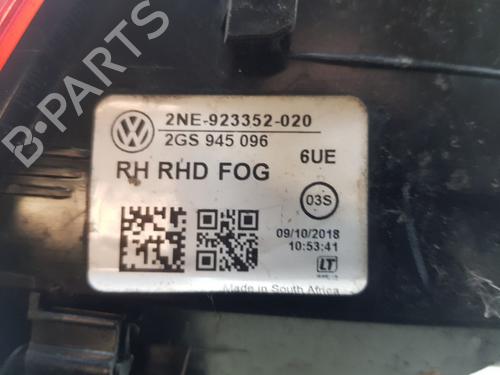 2NE-923352-020
2GS 945 096
6UE
RH RHD FOG
03S
09/10/2018
10:53:41
LT
Made in South Africa
B-PARTS